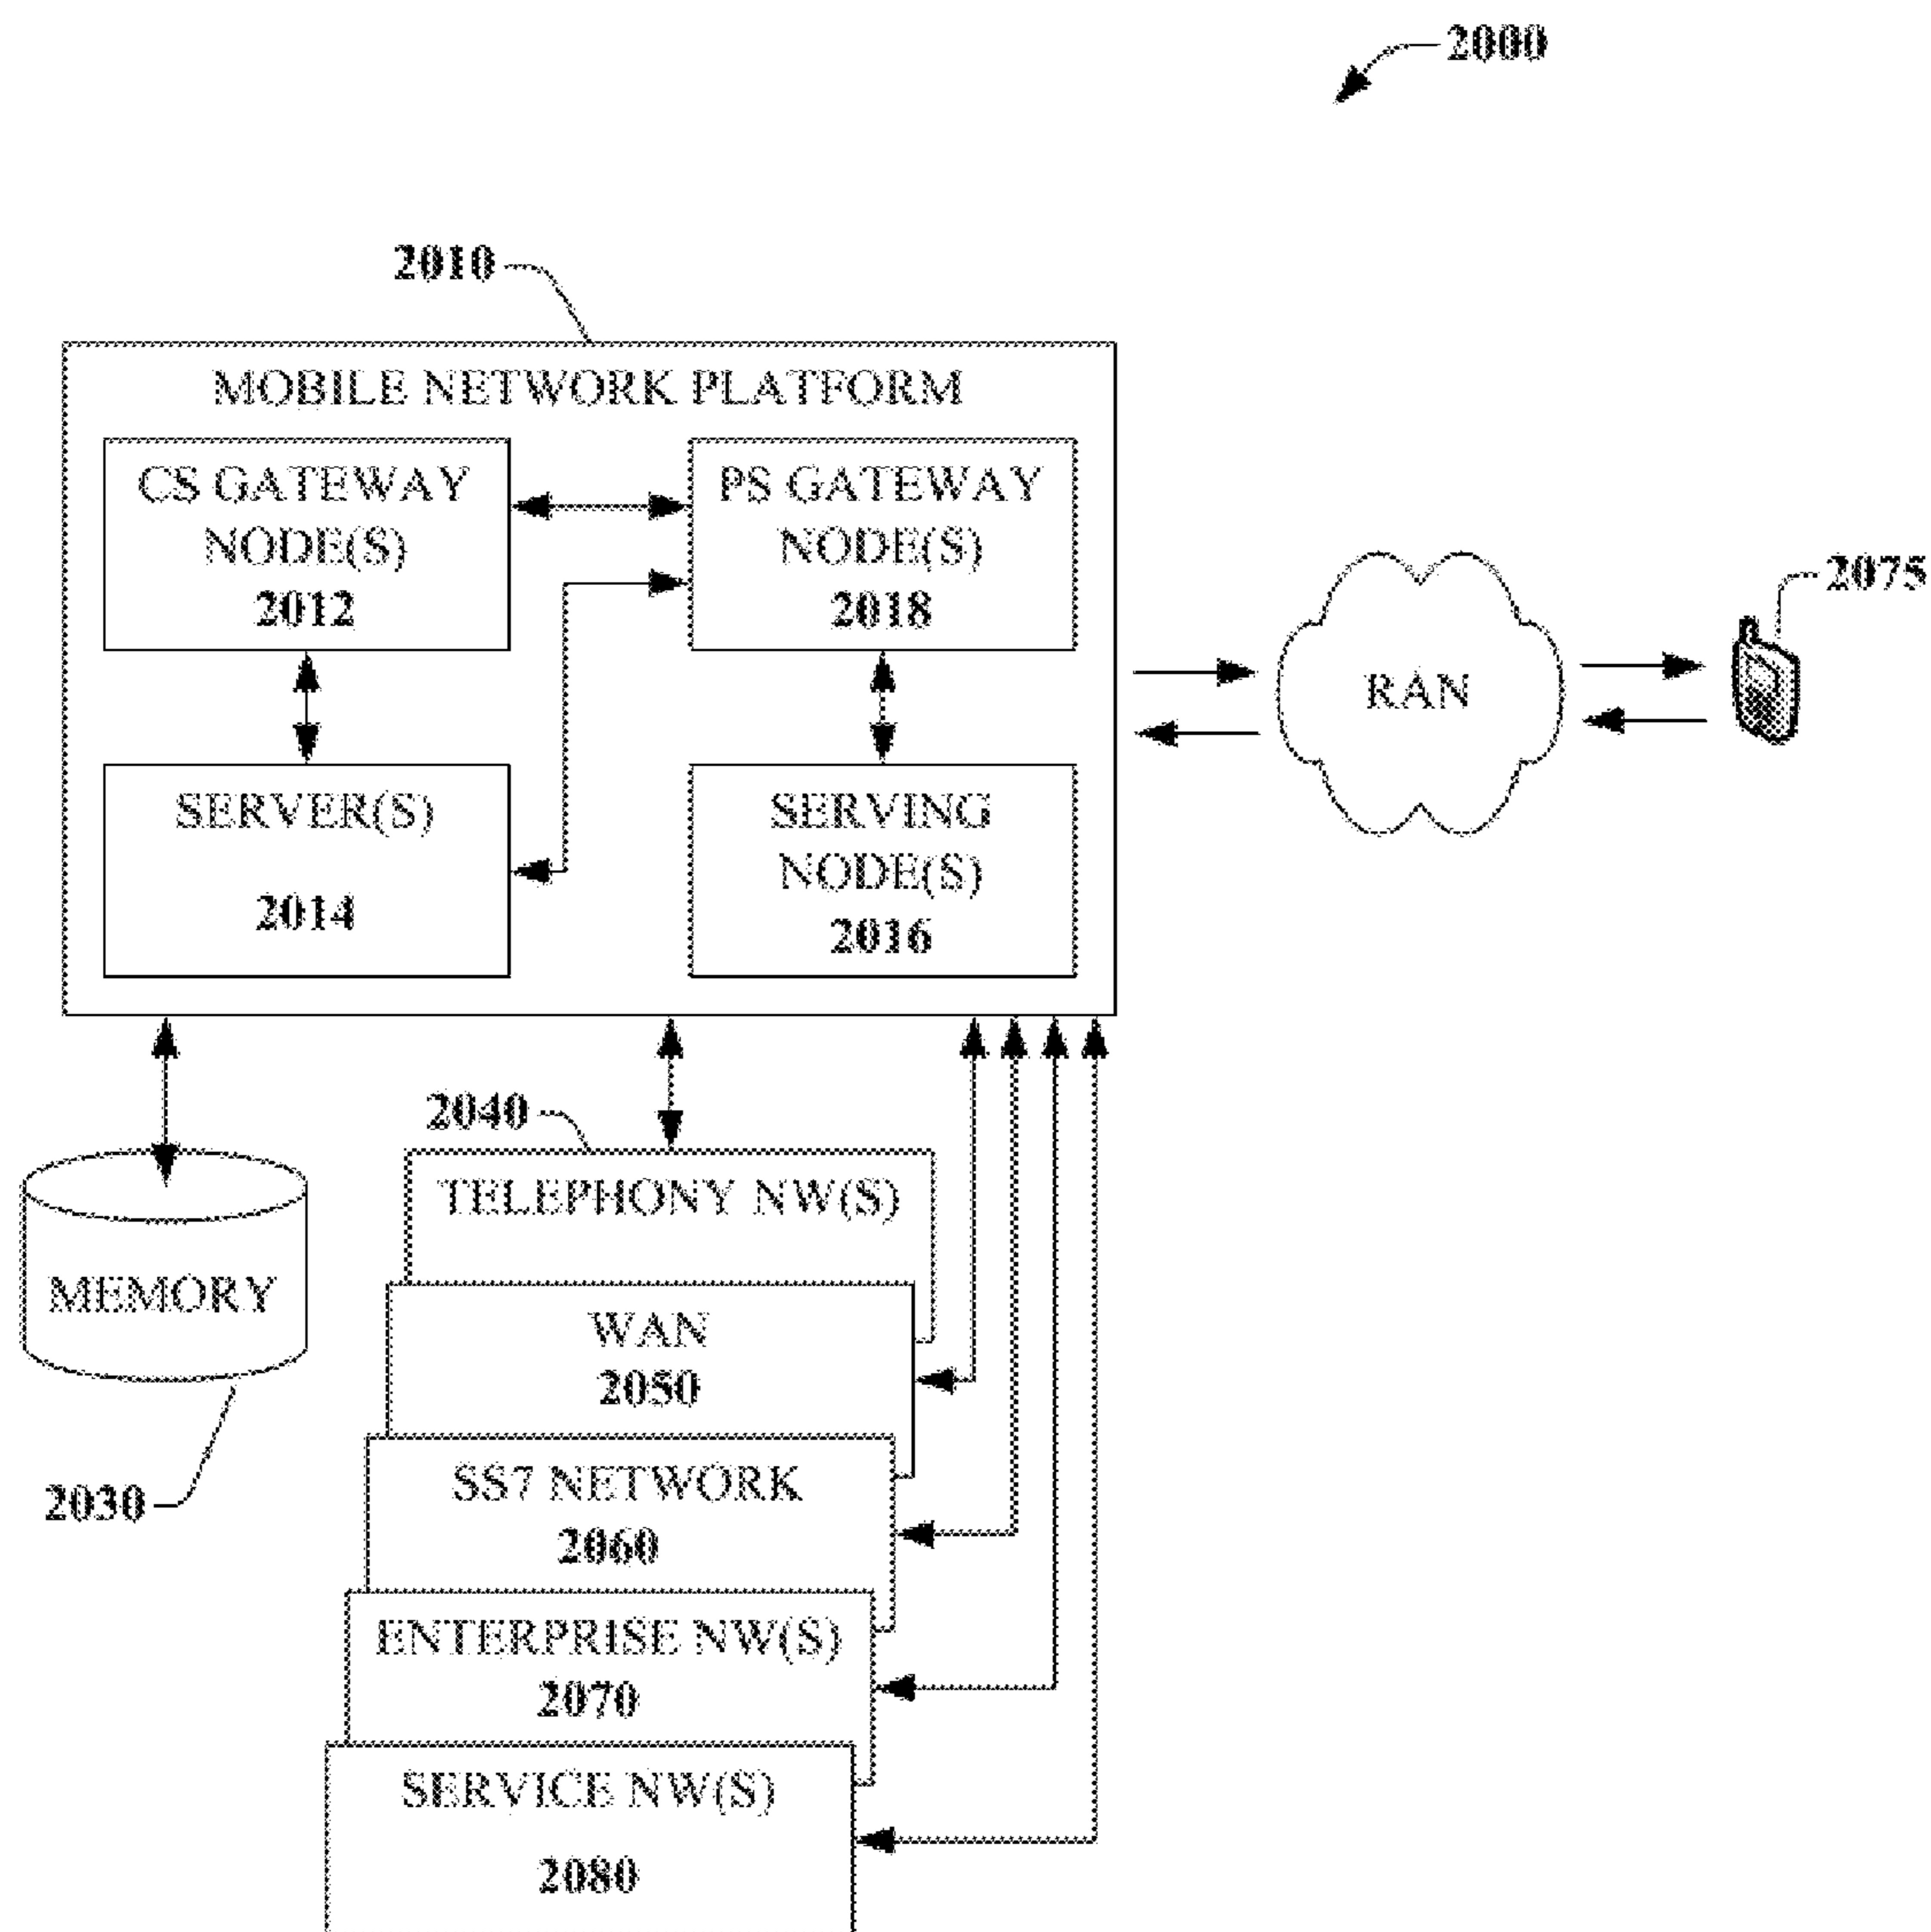 2000
2010
MOBILE NETWORK PLATFORM
CS GATEWAY
NODE(S)
2012
PS GATEWAY
NODE(S)
2018
SERVER(S)
2014
SERVING
NODE(S)
2016
RAN
2075
2040
TELEPHONY NW(S)
MEMORY
2030
WAN
2050
SS7 NETWORK
2060
ENTERPRISE NW(S)
2070
SERVICE NW(S)
2080